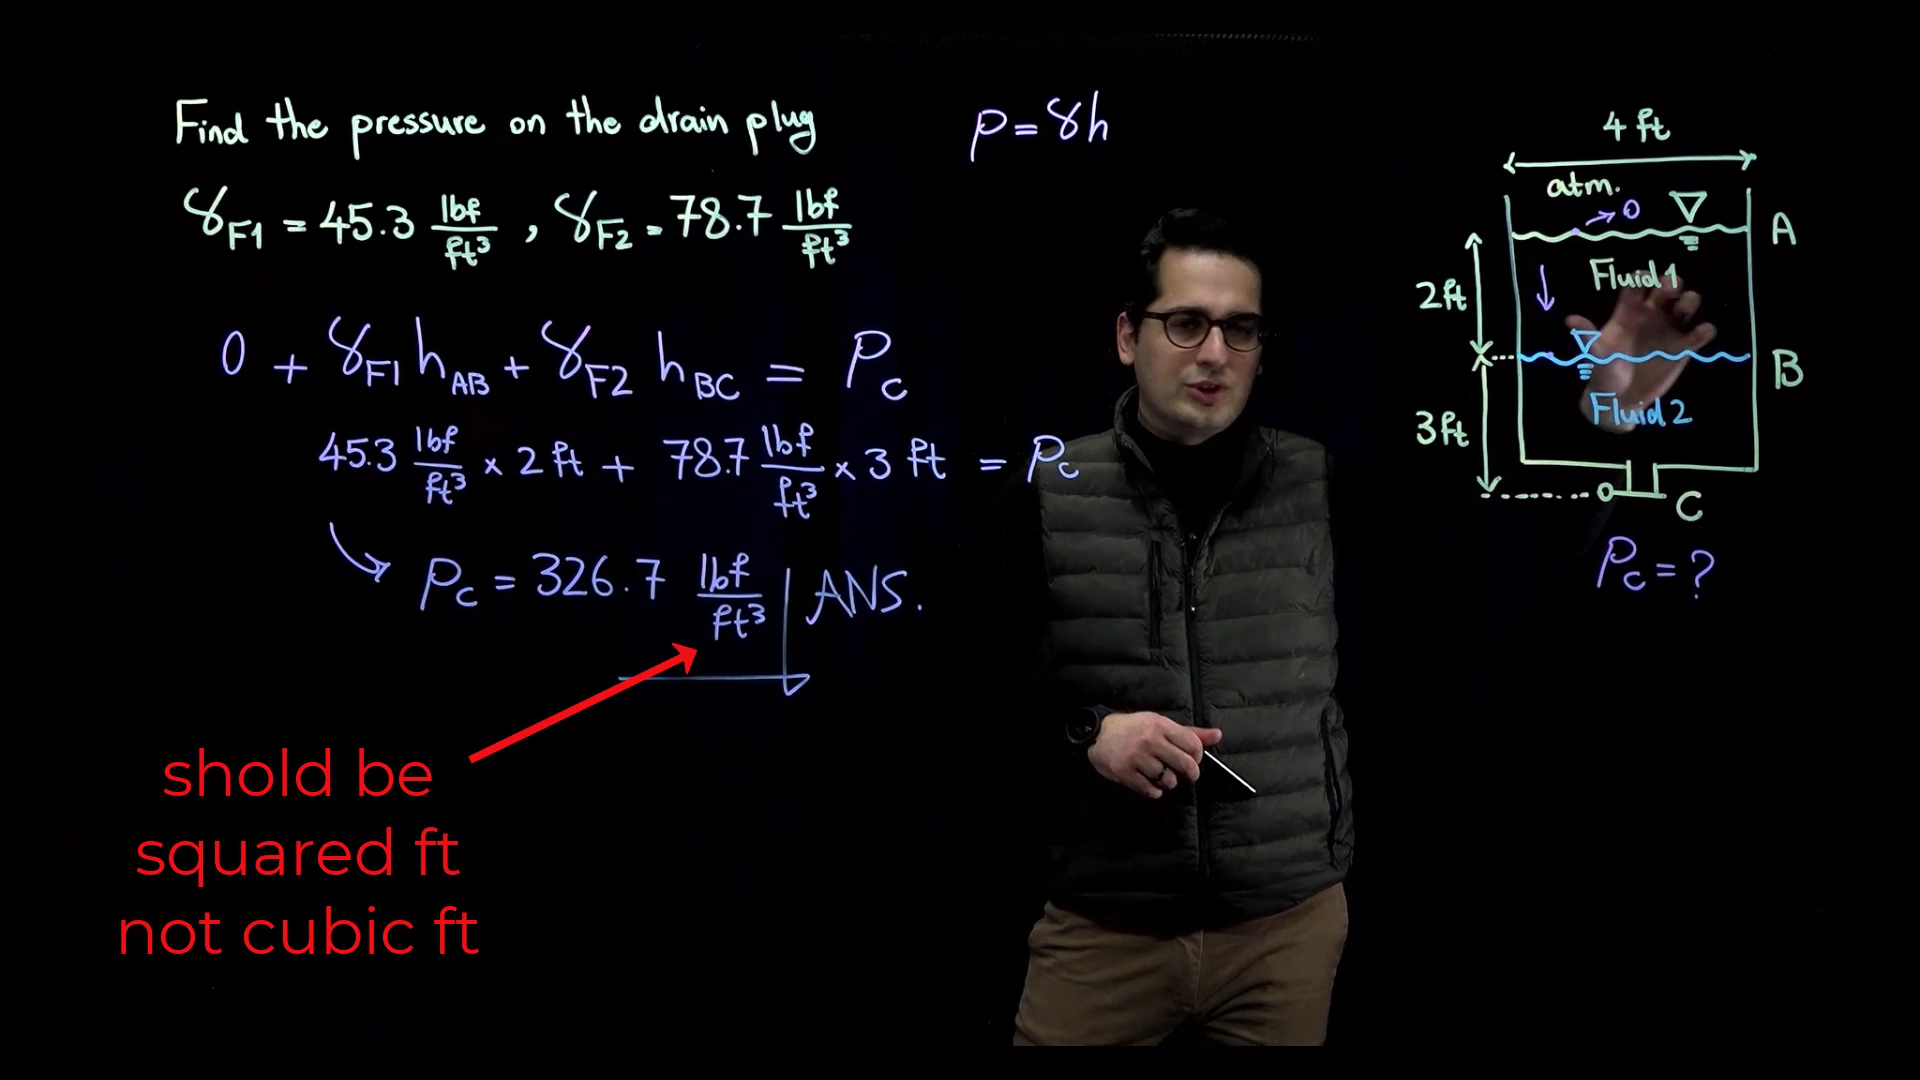 Find the pressure on the drain plug
p = γh
γF1 = 45.3 lbf/ft³ , γF2 = 78.7 lbf/ft³
0 + γF1 hAB + γF2 hBC = Pc
45.3 lbf/ft³ × 2 ft + 78.7 lbf/ft³ × 3 ft = Pc
Pc = 326.7 lbf/ft³ ANS.
shold be
squared ft
not cubic ft
4 ft
atm.
0
A
Fluid 1
2ft
B
Fluid 2
3ft
C
Pc = ?